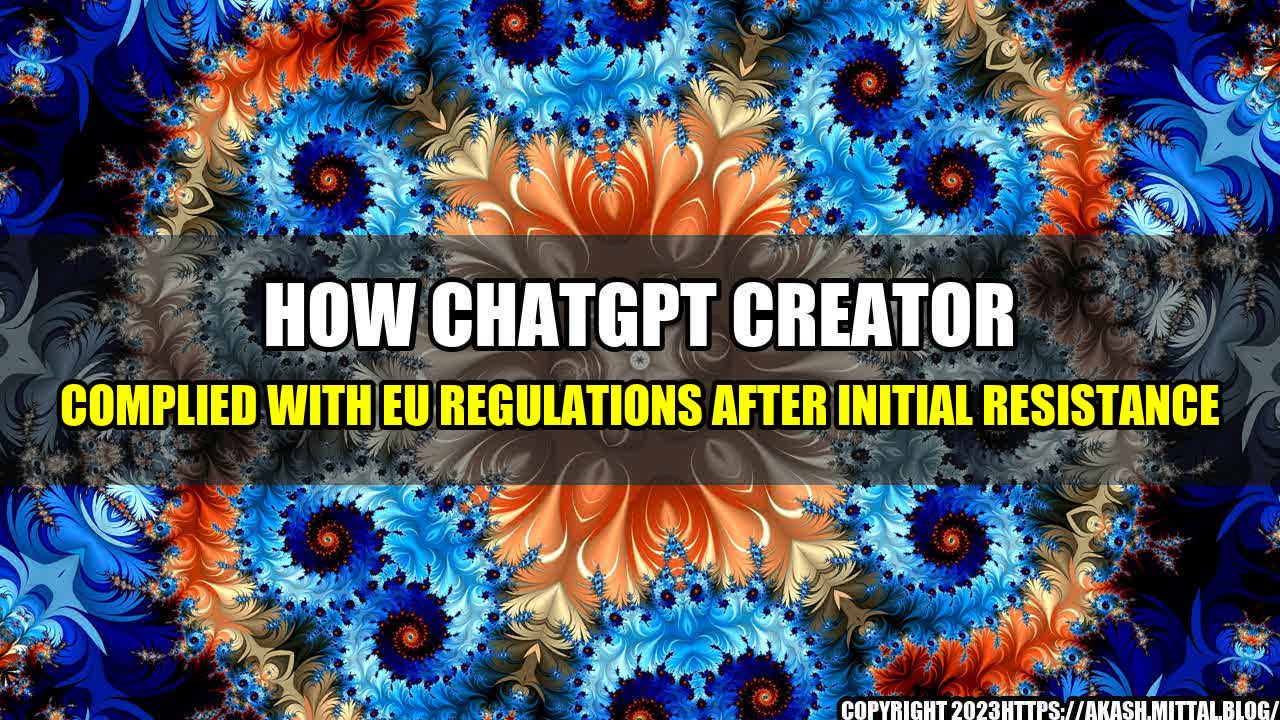 HOW CHATGPT CREATOR
COMPLIED WITH EU REGULATIONS AFTER INITIAL RESISTANCE
COPYRIGHT 2023HTTPS://AKASH.MITTAL.BLOG/